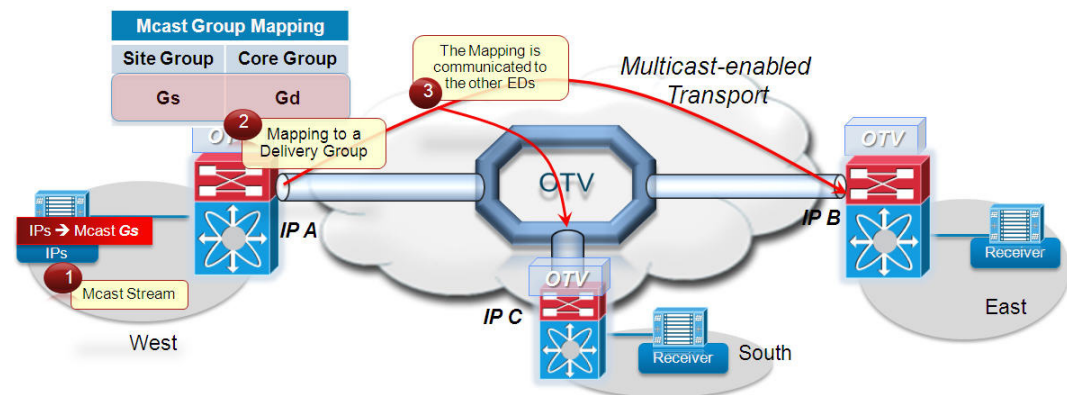 Mcast Group Mapping
Site Group Core Group
Gs Gd
The Mapping is
communicated to
the other EDs
3
Multicast-enabled
Transport
2
Mapping to a
Delivery Group
OTV
OTV
OTV
IP A
IP B
IPs → Mcast Gs
IPs
1
Mcast Stream
West
OTV
IP C
Receiver
South
Receiver
East